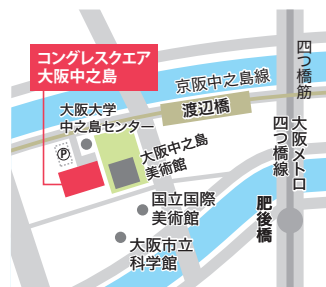 コングレスクエア
大阪中之島
四つ橋筋
京阪中之島線
渡辺橋
大阪大学
中之島センター
大阪メトロ
四つ橋線
P
大阪中之島
美術館
国立国際
美術館
肥後橋
大阪市立
科学館